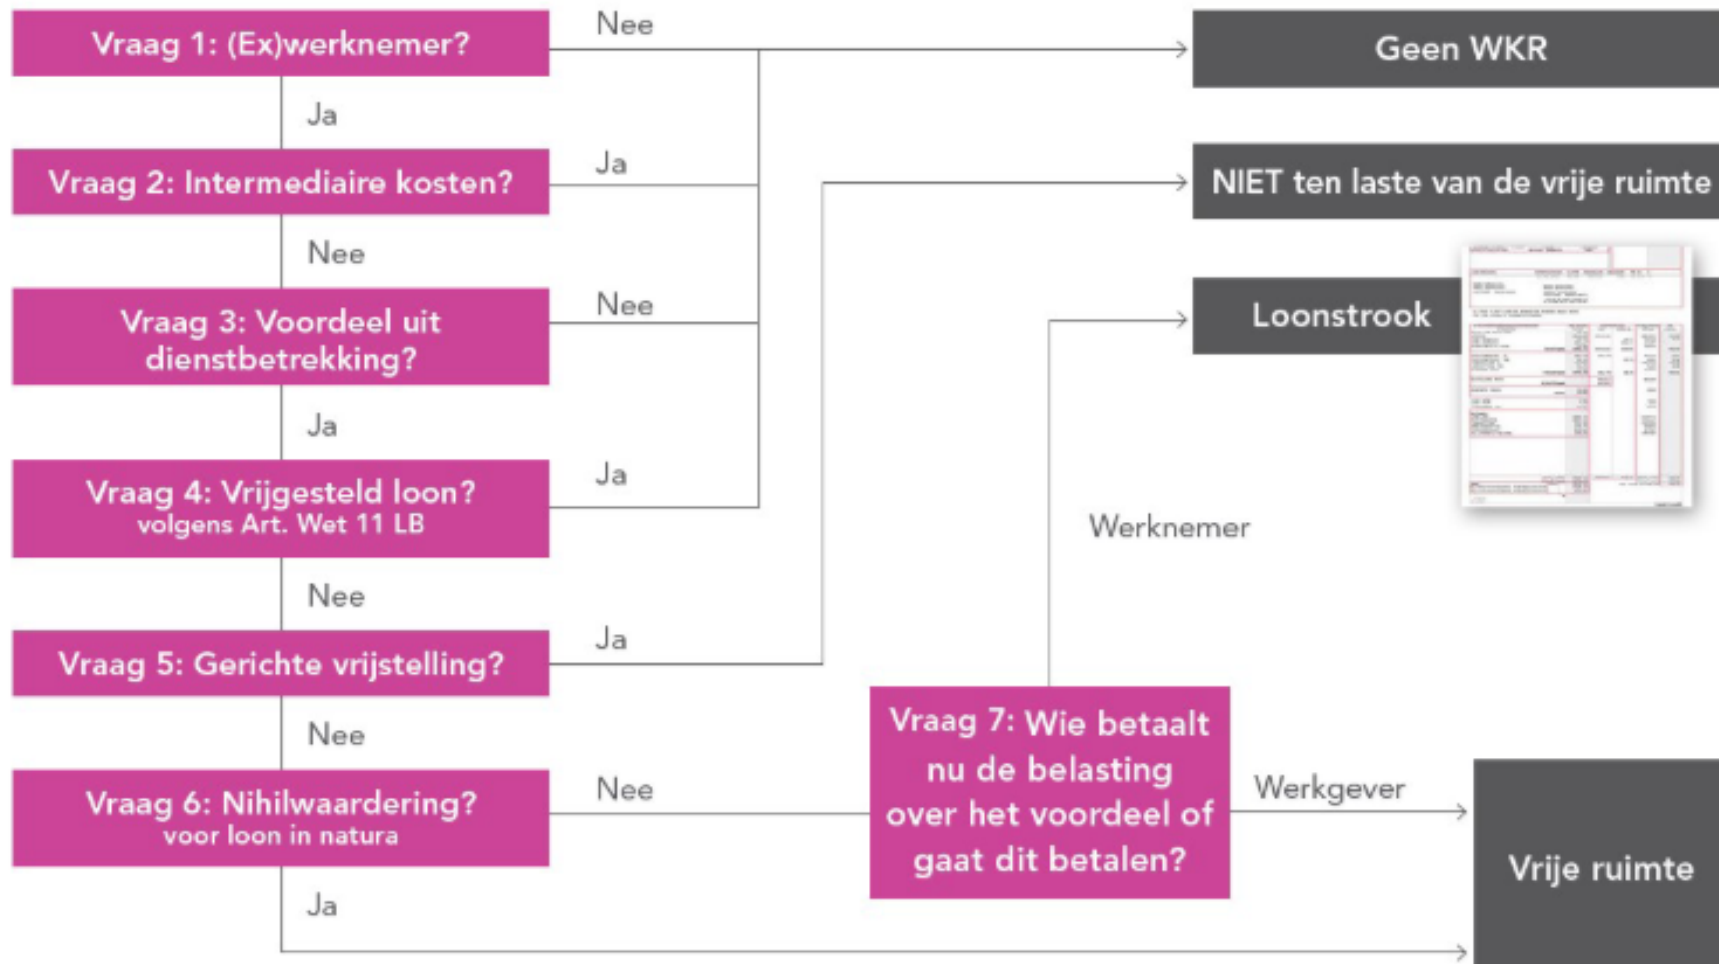 Vraag 1: (Ex)werknemer?
Nee
Geen WKR
Ja
Vraag 2: Intermediaire kosten?
Ja
NIET ten laste van de vrije ruimte
Nee
Vraag 3: Voordeel uit
dienstbetrekking?
Nee
Loonstrook
Ja
Vraag 4: Vrijgesteld loon?
volgens Art. Wet 11 LB
Ja
Werknemer
Nee
Vraag 5: Gerichte vrijstelling?
Ja
Nee
Vraag 6: Nihilwaardering?
voor loon in natura
Nee
Vraag 7: Wie betaalt
nu de belasting
over het voordeel of
gaat dit betalen?
Werkgever
Vrije ruimte
Ja